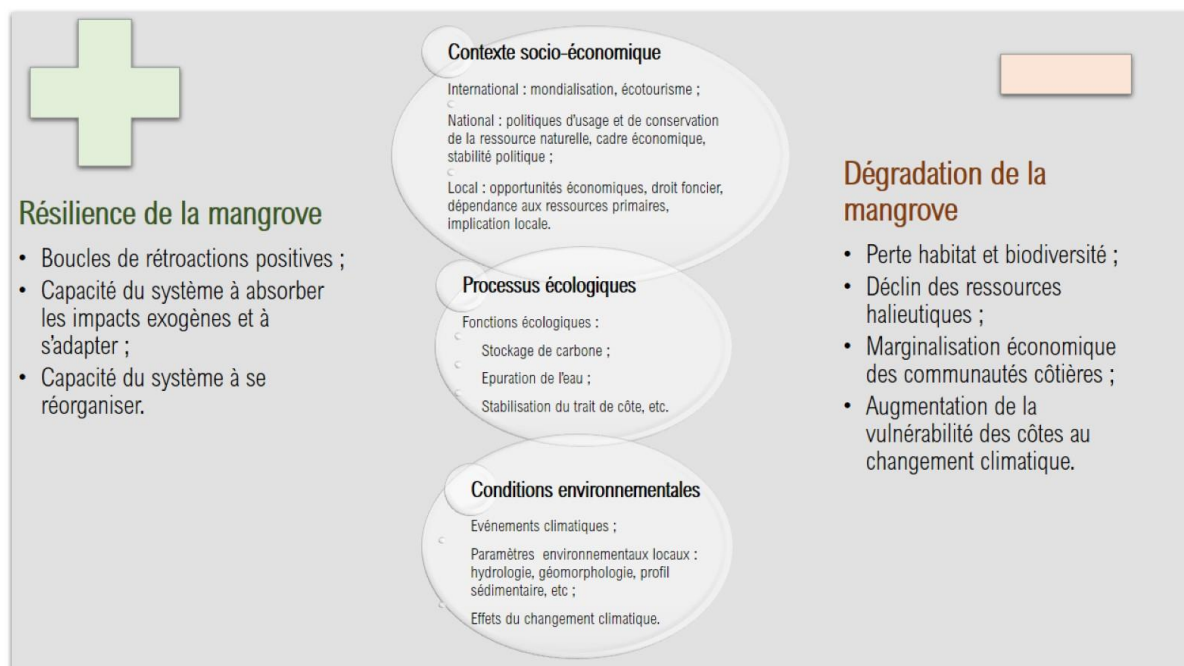 Résilience de la mangrove
• Boucles de rétroactions positives ;
• Capacité du système à absorber
les impacts exogènes et à
s'adapter ;
• Capacité du système à se
réorganiser.
Contexte socio-économique
International : mondialisation, écotourisme ;
National : politiques d'usage et de conservation
de la ressource naturelle, cadre économique,
stabilité politique ;
Local : opportunités économiques, droit foncier,
dépendance aux ressources primaires,
implication locale.
Processus écologiques
Fonctions écologiques :
Stockage de carbone ;
Epuration de l'eau ;
Stabilisation du trait de côte, etc.
Conditions environnementales
Evénements climatiques ;
Paramètres environnementaux locaux :
hydrologie, géomorphologie, profil
sédimentaire, etc ;
Effets du changement climatique.
Dégradation de la
mangrove
• Perte habitat et biodiversité ;
• Déclin des ressources
halieutiques ;
• Marginalisation économique
des communautés côtières ;
• Augmentation de la
vulnérabilité des côtes au
changement climatique.